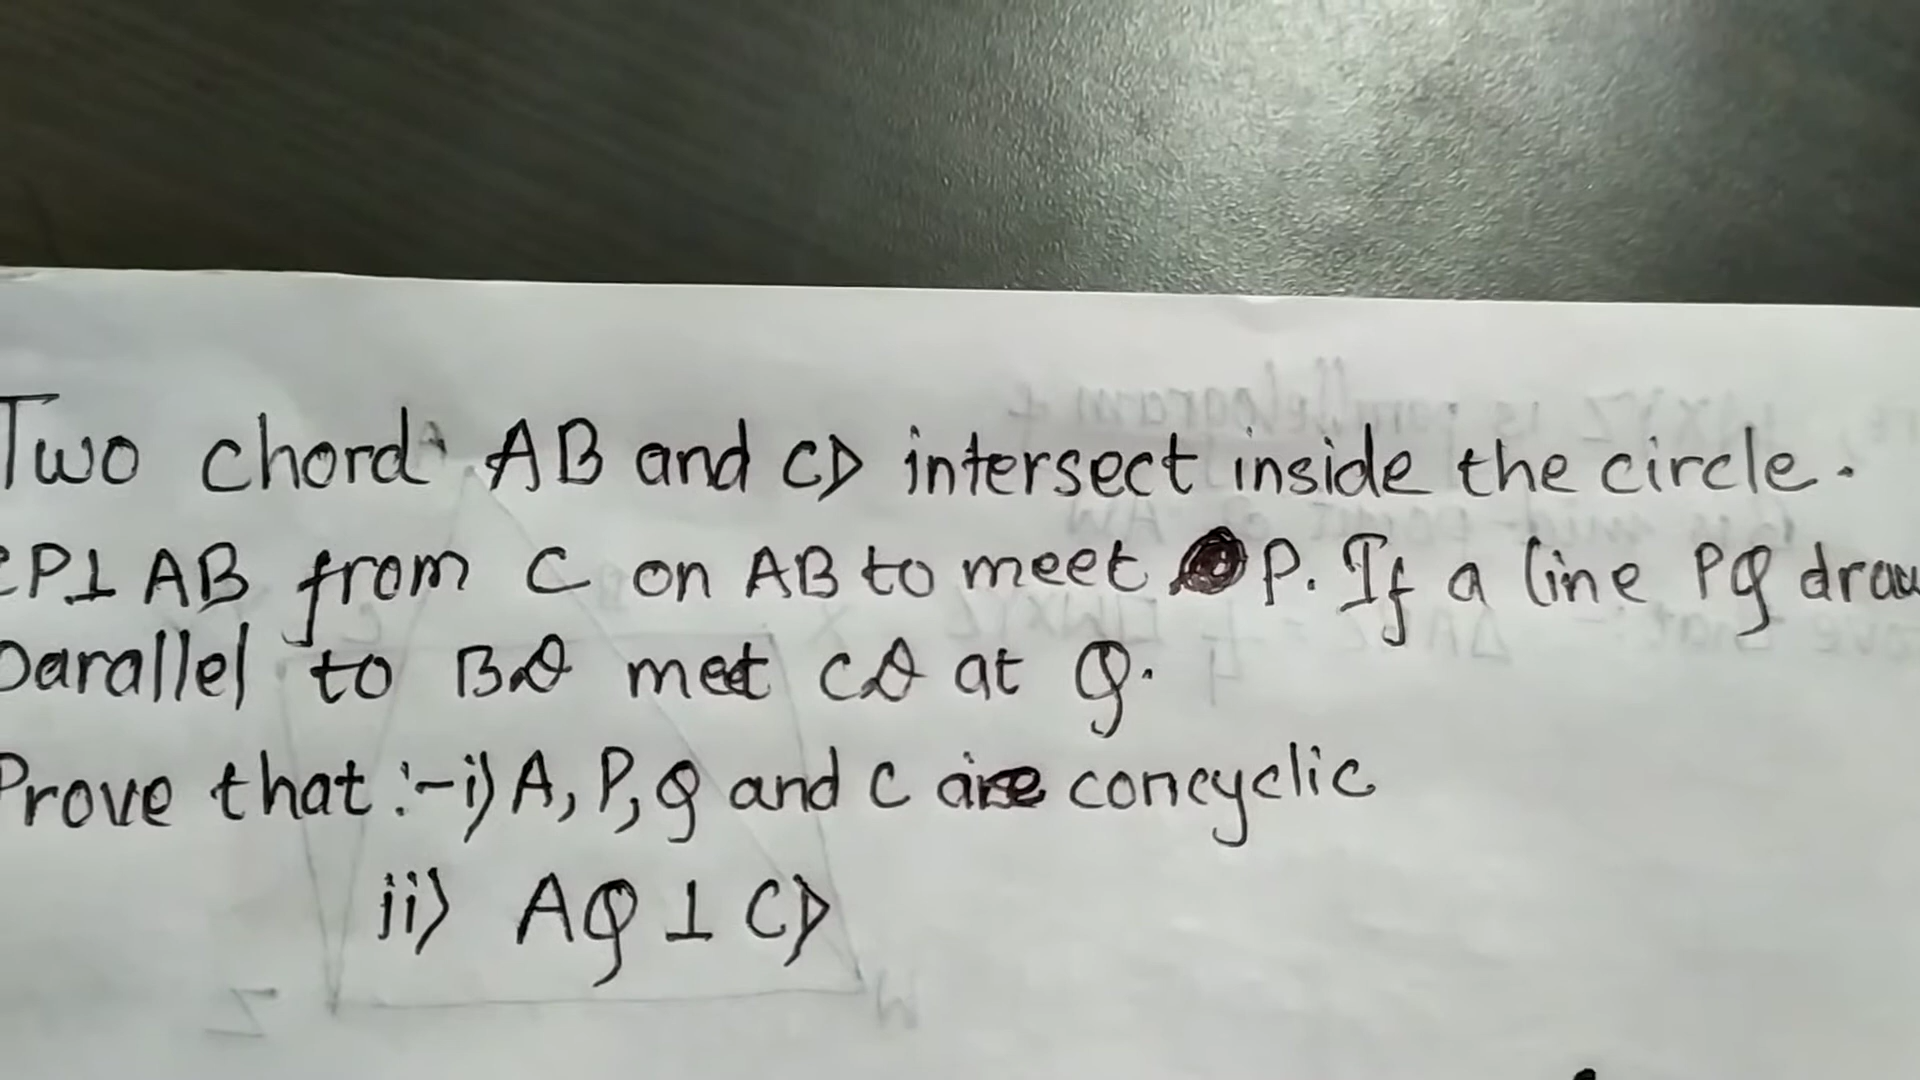 Two chord AB and CD intersect inside the circle.
CP⊥AB from C on AB to meet P. If a line PQ draw
parallel to BD met CD at Q.
Prove that :- i) A, P, Q and C are concyclic
ii) AQ ⊥ CD